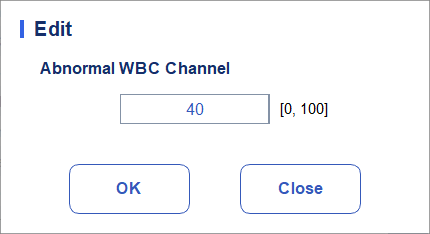 Edit
Abnormal WBC Channel
40 [0, 100]
OK Close